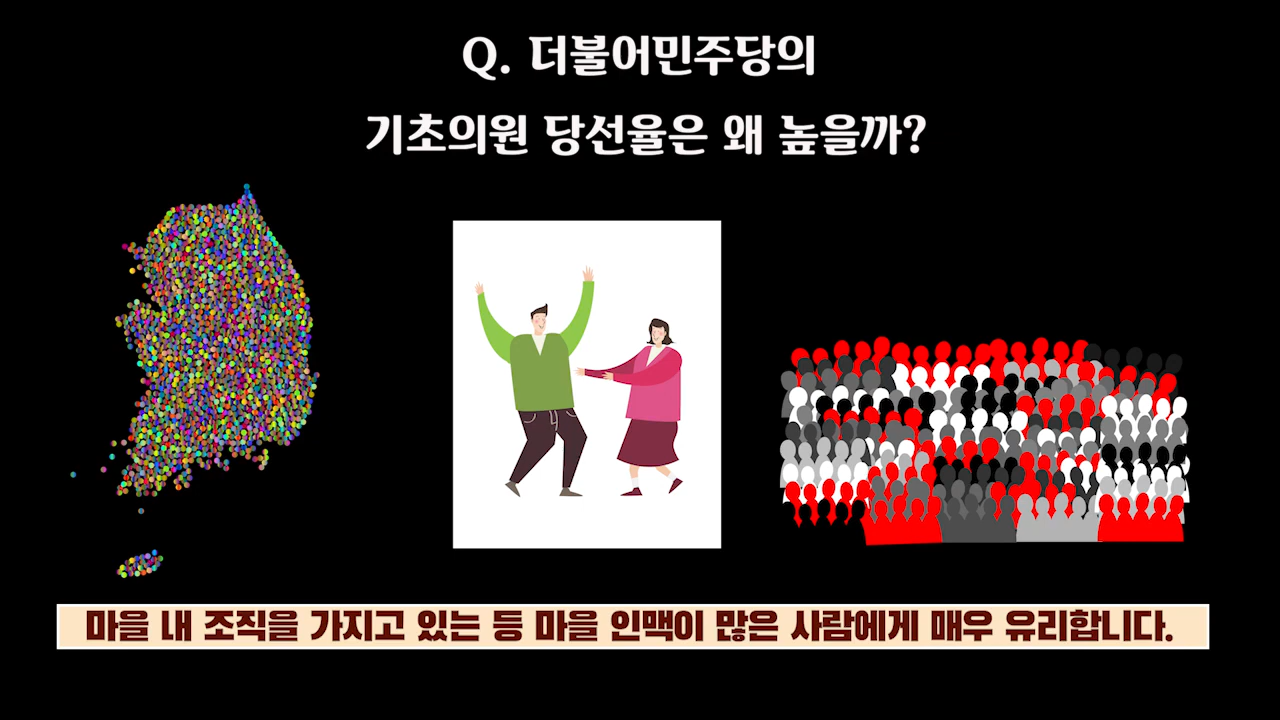 Q. 더불어민주당의
기초의원 당선율은 왜 높을까?
마을 내 조직을 가지고 있는 등 마을 인맥이 많은 사람에게 매우 유리합니다.